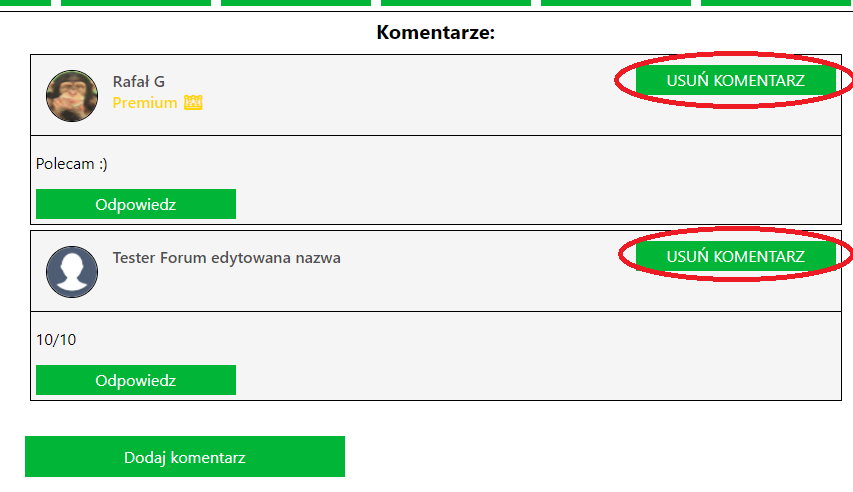 Komentarze:
Rafał G
Premium
USUŃ KOMENTARZ
Polecam :)
Odpowiedz
Tester Forum edytowana nazwa
USUŃ KOMENTARZ
10/10
Odpowiedz
Dodaj komentarz